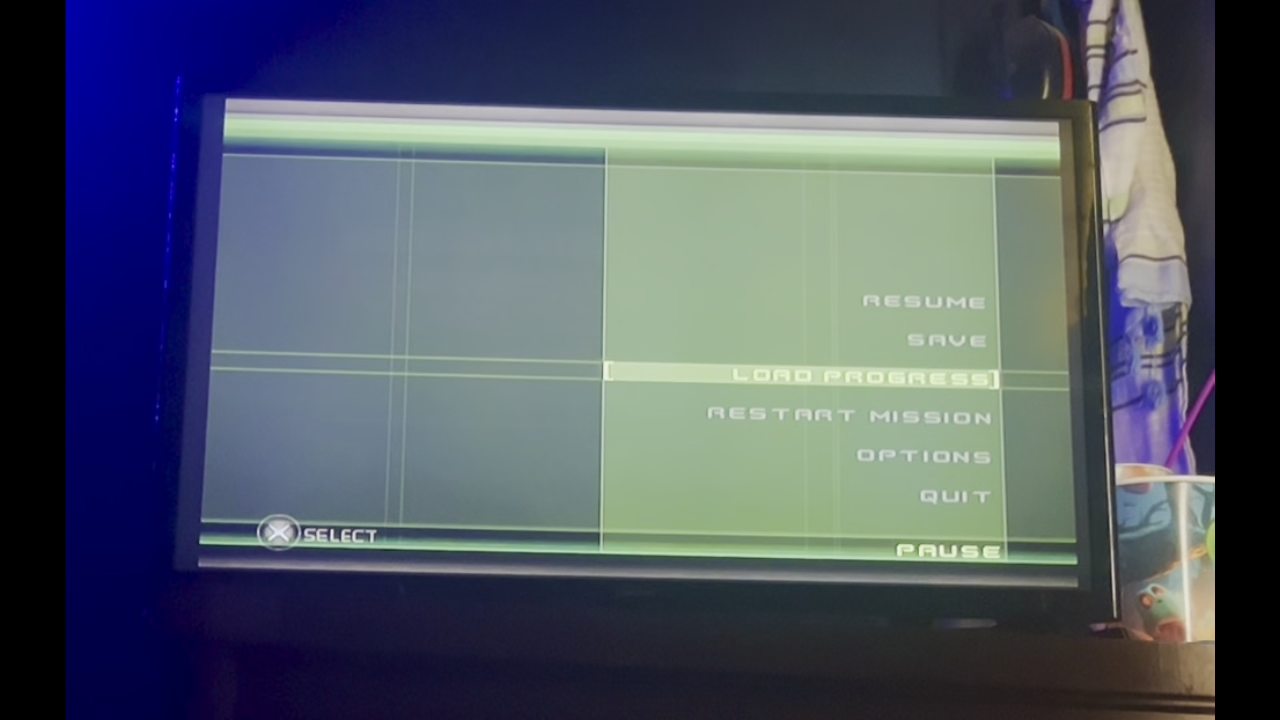 RESUME
SAVE
[LOAD PROGRESS]
RESTART MISSION
OPTIONS
QUIT
SELECT
PAUSE